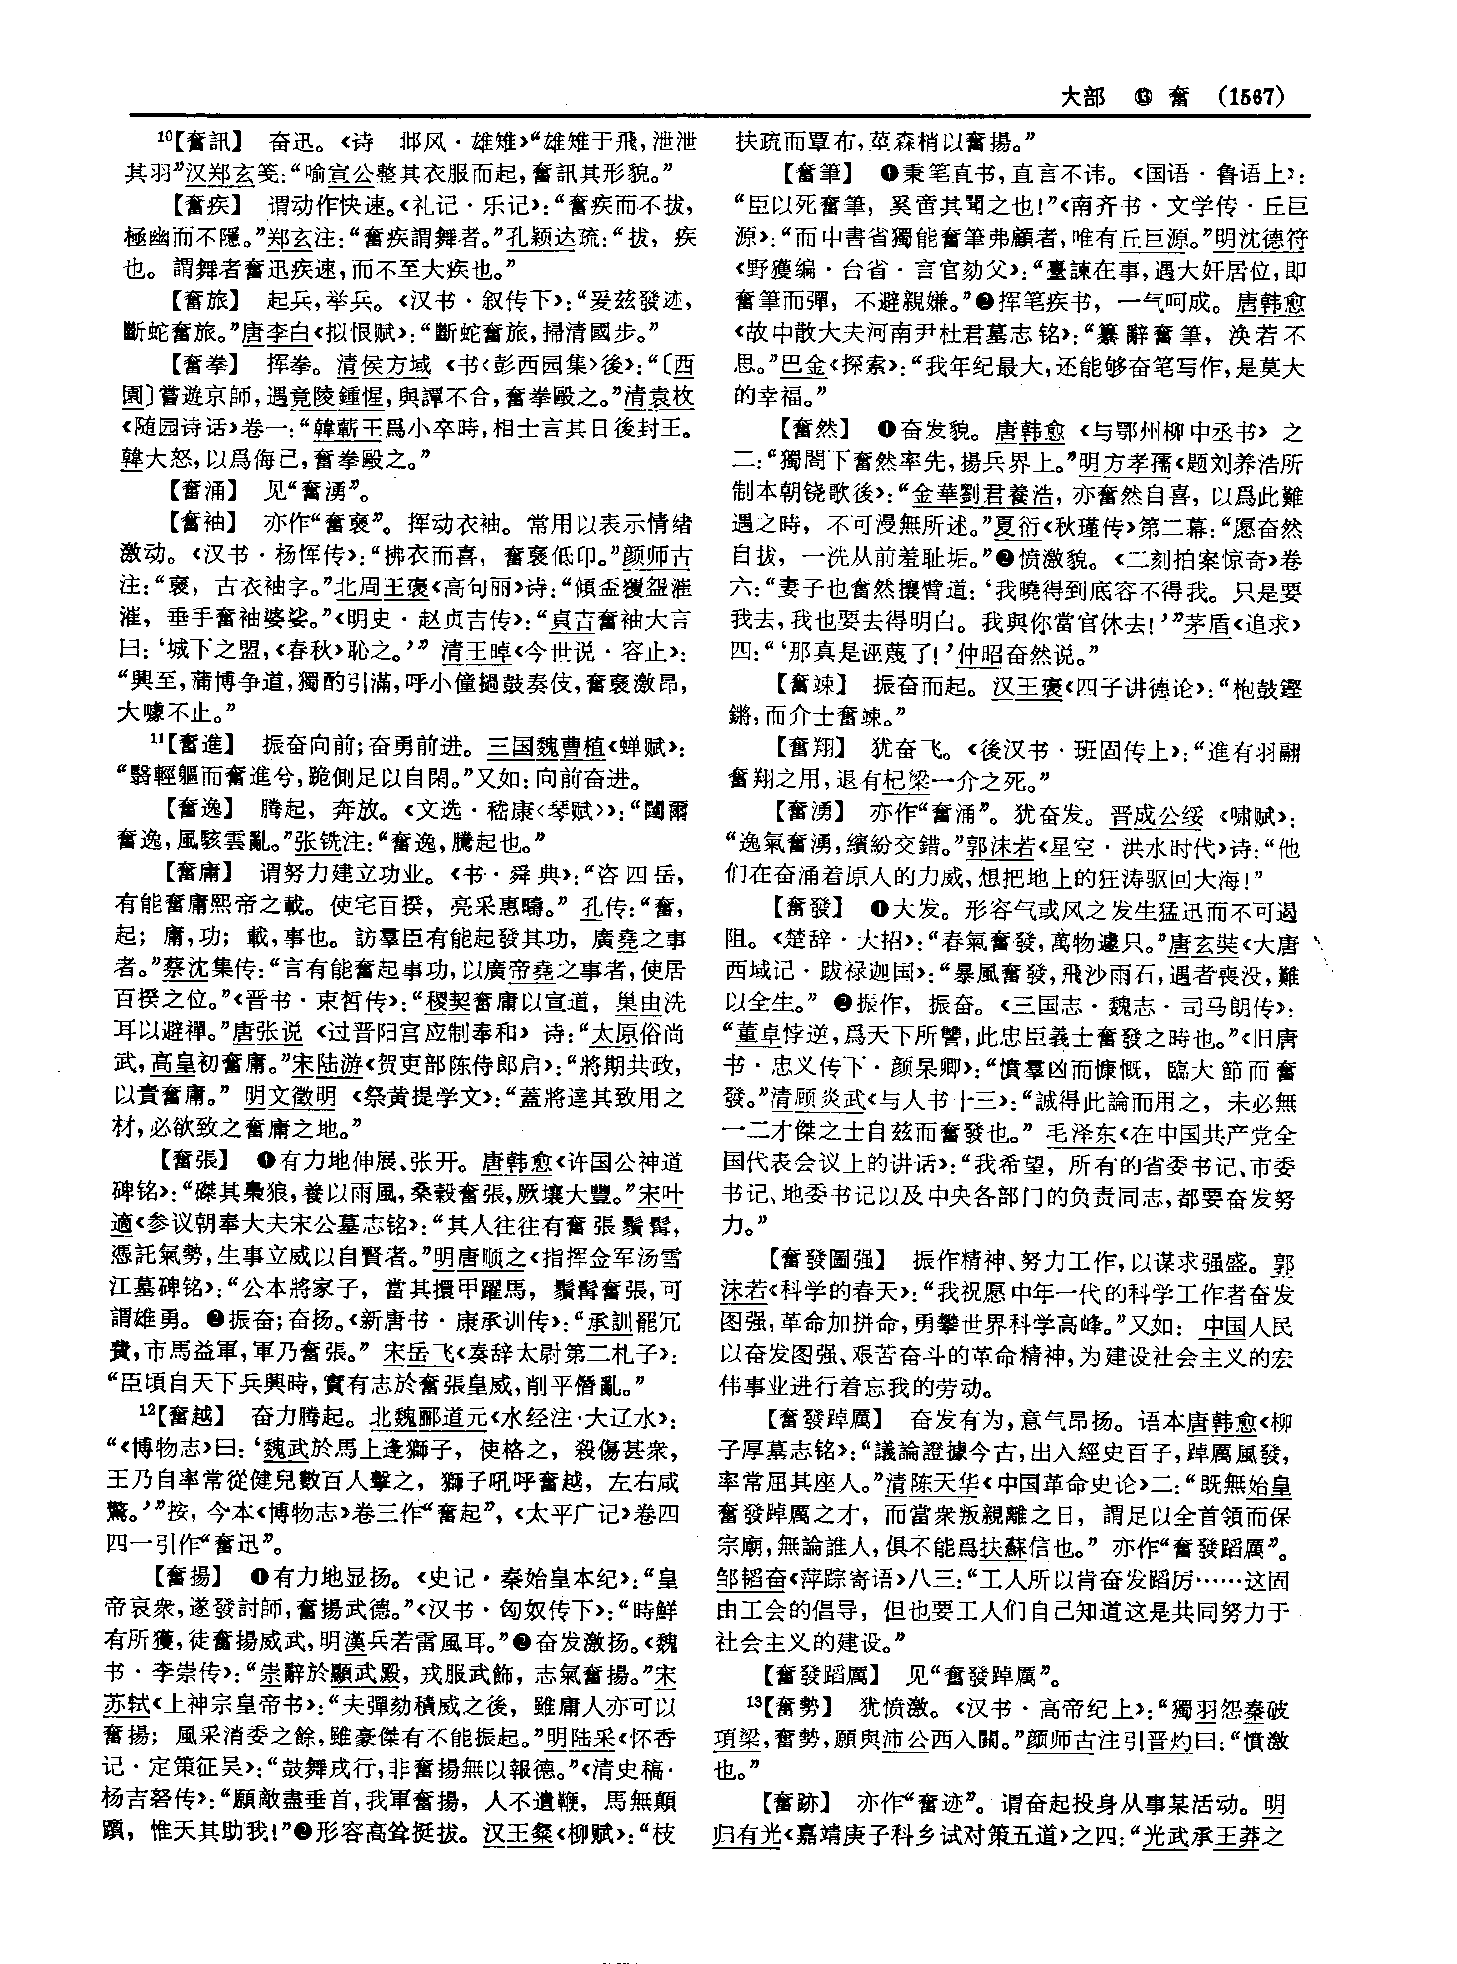 大部 ⑬ 奮 (1567)
¹⁰【奮訊】 奋迅。《诗 邶风·雄雉》“雄雉于飛,泄泄
其羽”汉郑玄笺:“喻宣公整其衣服而起,奮訊其形貌。”
【奮疾】 谓动作快速。《礼记·乐记》:“奮疾而不拔,
極幽而不隱。”郑玄注:“奮疾謂舞者。”孔颖达疏:“拔,疾
也。謂舞者奮迅疾速,而不至大疾也。”
【奮旅】 起兵,举兵。《汉书·叙传下》:“爰茲發迹,
斷蛇奮旅。”唐李白《拟恨赋》:“斷蛇奮旅,掃清國步。”
【奮拳】 挥拳。清侯方域《书〈彭西园集〉後》:“〔西
園〕嘗遊京師,遇竟陵鍾惺,與譚不合,奮拳毆之。”清袁枚
《随园诗话》卷一:“韓蘄王爲小卒時,相士言其日後封王。
韓大怒,以爲侮己,奮拳毆之。”
【奮涌】 见“奮湧”。
【奮袖】 亦作“奮褎”。挥动衣袖。常用以表示情绪
激动。《汉书·杨恽传》:“拂衣而喜,奮褎低卬。”颜师古
注:“褎,古衣袖字。”北周王褒《高句丽》诗:“傾盃覆盌漼
漼,垂手奮袖婆娑。”《明史·赵贞吉传》:“貞吉奮袖大言
曰:‘城下之盟,《春秋》恥之。’” 清王晫《今世说·容止》:
“興至,蒱博争道,獨酌引滿,呼小僮撾鼓奏伎,奮褎激昂,
大噱不止。”
¹¹【奮進】 振奋向前;奋勇前进。三国魏曹植《蝉赋》:
“翳輕軀而奮進兮,跪側足以自閑。”又如:向前奋进。
【奮逸】 腾起,奔放。《文选·嵇康〈琴赋〉》:“闥爾
奮逸,風駭雲亂。”张铣注:“奮逸,騰起也。”
【奮庸】 谓努力建立功业。《书·舜典》:“咨四岳,
有能奮庸熙帝之載。使宅百揆,亮采惠疇。” 孔传:“奮,
起;庸,功;載,事也。訪羣臣有能起發其功,廣堯之事
者。”蔡沈集传:“言有能奮起事功,以廣帝堯之事者,使居
百揆之位。”《晋书·束皙传》:“稷契奮庸以宣道,巢由洗
耳以避禪。”唐张说《过晋阳宫应制奉和》诗:“太原俗尚
武,高皇初奮庸。”宋陆游《贺吏部陈侍郎启》:“將期共政,
以責奮庸。” 明文徵明《祭黄提学文》:“蓋將達其致用之
材,必欲致之奮庸之地。”
【奮張】 ❶有力地伸展、张开。唐韩愈《许国公神道
碑铭》:“磔其梟狼,養以雨風,桑穀奮張,厥壤大豐。”宋叶
適《参议朝奉大夫宋公墓志铭》:“其人往往有奮張鬚髯,
憑託氣勢,生事立威以自賢者。”明唐顺之《指挥佥军汤雪
江墓碑铭》:“公本將家子,當其擐甲躍馬,鬚髯奮張,可
謂雄勇。❷振奋;奋扬。《新唐书·康承训传》:“承訓罷冗
費,市馬益軍,軍乃奮張。” 宋岳飞《奏辞太尉第二札子》:
“臣頃自天下兵興時,實有志於奮張皇威,削平僭亂。”
¹²【奮越】 奋力腾起。北魏郦道元《水经注·大辽水》:
“《博物志》曰:‘魏武於馬上逢獅子,使格之,殺傷甚衆,
王乃自率常從健兒數百人擊之,獅子吼呼奮越,左右咸
驚。’”按,今本《博物志》卷三作“奮起”,《太平广记》卷四
四一引作“奮迅”。
【奮揚】 ❶有力地显扬。《史记·秦始皇本纪》:“皇
帝哀衆,遂發討師,奮揚武德。”《汉书·匈奴传下》:“時鮮
有所獲,徒奮揚威武,明漢兵若雷風耳。”❷奋发激扬。《魏
书·李崇传》:“崇辭於顯武殿,戎服武飾,志氣奮揚。”宋
苏轼《上神宗皇帝书》:“夫彈劾積威之後,雖庸人亦可以
奮揚;風采消委之餘,雖豪傑有不能振起。”明陆采《怀香
记·定策征吴》:“鼓舞戎行,非奮揚無以報德。”《清史稿·
杨吉砮传》:“願敵盡垂首,我軍奮揚,人不遺鞭,馬無顛
躓,惟天其助我!”❸形容高耸挺拔。汉王粲《柳赋》:“枝
扶疏而覃布,莖森梢以奮揚。”
【奮筆】 ❶秉笔直书,直言不讳。《国语·鲁语上》:
“臣以死奮筆,奚啻其聞之也!”《南齐书·文学传·丘巨
源》:“而中書省獨能奮筆弗顧者,唯有丘巨源。”明沈德符
《野獲编·台省·言官劾父》:“臺諫在事,遇大奸居位,即
奮筆而彈,不避親嫌。”❷挥笔疾书,一气呵成。唐韩愈
《故中散大夫河南尹杜君墓志铭》:“纂辭奮筆,渙若不
思。”巴金《探索》:“我年纪最大,还能够奋笔写作,是莫大
的幸福。”
【奮然】 ❶奋发貌。唐韩愈《与鄂州柳中丞书》之
二:“獨閤下奮然率先,揚兵界上。”明方孝孺《题刘养浩所
制本朝铙歌後》:“金華劉君養浩,亦奮然自喜,以爲此難
遇之時,不可漫無所述。”夏衍《秋瑾传》第二幕:“愿奋然
自拔,一洗从前羞耻垢。”❷愤激貌。《二刻拍案惊奇》卷
六:“妻子也奮然攘臂道:‘我曉得到底容不得我。只是要
我去,我也要去得明白。我與你當官休去!’”茅盾《追求》
四:“‘那真是诬蔑了!’仲昭奋然说。”
【奮竦】 振奋而起。汉王褒《四子讲德论》:“枹鼓鏗
鏘,而介士奮竦。”
【奮翔】 犹奋飞。《後汉书·班固传上》:“進有羽翮
奮翔之用,退有杞梁一介之死。”
【奮湧】 亦作“奮涌”。犹奋发。晋成公绥《啸赋》:
“逸氣奮湧,繽紛交錯。”郭沫若《星空·洪水时代》诗:“他
们在奋涌着原人的力威,想把地上的狂涛驱回大海!”
【奮發】 ❶大发。形容气或风之发生猛迅而不可遏
阻。《楚辞·大招》:“春氣奮發,萬物遽只。”唐玄奘《大唐
西域记·跋禄迦国》:“暴風奮發,飛沙雨石,遇者喪没,難
以全生。” ❷振作,振奋。《三国志·魏志·司马朗传》:
“董卓悖逆,爲天下所讐,此忠臣義士奮發之時也。”《旧唐
书·忠义传下·颜杲卿》:“憤羣凶而慷慨,臨大節而奮
發。”清顾炎武《与人书十三》:“誠得此論而用之,未必無
一二才傑之士自兹而奮發也。” 毛泽东《在中国共产党全
国代表会议上的讲话》:“我希望,所有的省委书记、市委
书记、地委书记以及中央各部门的负责同志,都要奋发努
力。”
【奮發圖强】 振作精神、努力工作,以谋求强盛。郭
沫若《科学的春天》:“我祝愿中年一代的科学工作者奋发
图强,革命加拼命,勇攀世界科学高峰。”又如:中国人民
以奋发图强、艰苦奋斗的革命精神,为建设社会主义的宏
伟事业进行着忘我的劳动。
【奮發踔厲】 奋发有为,意气昂扬。语本唐韩愈《柳
子厚墓志铭》:“議論證據今古,出入經史百子,踔厲風發,
率常屈其座人。”清陈天华《中国革命史论》二:“既無始皇
奮發踔厲之才,而當衆叛親離之日,謂足以全首領而保
宗廟,無論誰人,俱不能爲扶蘇信也。” 亦作“奮發蹈厲”。
邹韬奋《萍踪寄语》八三:“工人所以肯奋发蹈厉……这固
由工会的倡导,但也要工人们自己知道这是共同努力于
社会主义的建设。”
【奮發蹈厲】 见“奮發踔厲”。
¹³【奮勢】 犹愤激。《汉书·高帝纪上》:“獨羽怨秦破
項梁,奮勢,願與沛公西入關。”颜师古注引晋灼曰:“憤激
也。”
【奮跡】 亦作“奮迹”。谓奋起投身从事某活动。明
归有光《嘉靖庚子科乡试对策五道》之四:“光武承王莽之